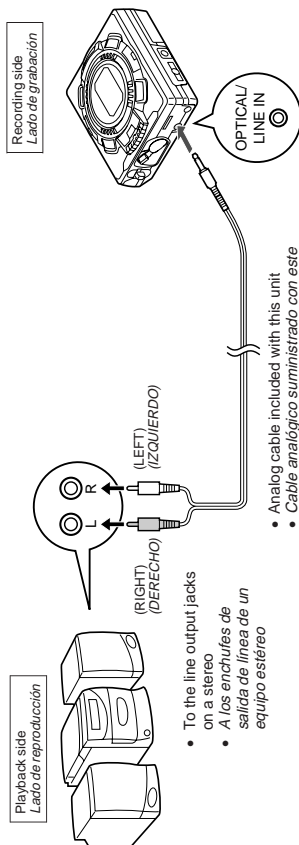 Playback side
Lado de reproducción
Recording side
Lado de grabación
L R
(LEFT)
(IZQUIERDO)
(RIGHT)
(DERECHO)
• To the line output jacks
on a stereo
• A los enchufes de
salida de línea de un
equipo estéreo
OPTICAL/
LINE IN
• Analog cable included with this unit
• Cable analógico suministrado con este